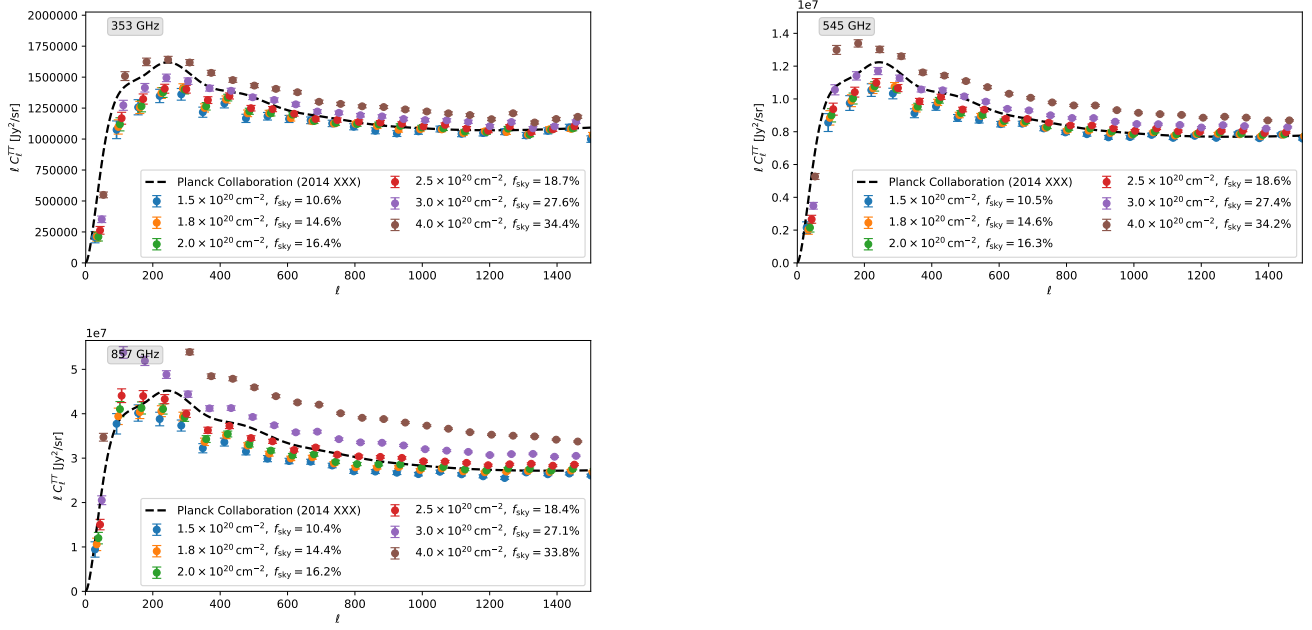 353 GHz
2000000
1750000
1500000
1250000
1000000
750000
500000
250000
0
ℓ C_ℓ^{TT} [Jy²/sr]
Planck Collaboration (2014 XXX)
1.5 × 10²⁰ cm⁻², f_sky = 10.6%
1.8 × 10²⁰ cm⁻², f_sky = 14.6%
2.0 × 10²⁰ cm⁻², f_sky = 16.4%
2.5 × 10²⁰ cm⁻², f_sky = 18.7%
3.0 × 10²⁰ cm⁻², f_sky = 27.6%
4.0 × 10²⁰ cm⁻², f_sky = 34.4%
0 200 400 600 800 1000 1200 1400
ℓ
1e7
545 GHz
1.4
1.2
1.0
0.8
0.6
0.4
0.2
0.0
ℓ C_ℓ^{TT} [Jy²/sr]
Planck Collaboration (2014 XXX)
1.5 × 10²⁰ cm⁻², f_sky = 10.5%
1.8 × 10²⁰ cm⁻², f_sky = 14.6%
2.0 × 10²⁰ cm⁻², f_sky = 16.3%
2.5 × 10²⁰ cm⁻², f_sky = 18.6%
3.0 × 10²⁰ cm⁻², f_sky = 27.4%
4.0 × 10²⁰ cm⁻², f_sky = 34.2%
0 200 400 600 800 1000 1200 1400
ℓ
1e7
857 GHz
5
4
3
2
1
0
ℓ C_ℓ^{TT} [Jy²/sr]
Planck Collaboration (2014 XXX)
1.5 × 10²⁰ cm⁻², f_sky = 10.4%
1.8 × 10²⁰ cm⁻², f_sky = 14.4%
2.0 × 10²⁰ cm⁻², f_sky = 16.2%
2.5 × 10²⁰ cm⁻², f_sky = 18.4%
3.0 × 10²⁰ cm⁻², f_sky = 27.1%
4.0 × 10²⁰ cm⁻², f_sky = 33.8%
0 200 400 600 800 1000 1200 1400
ℓ